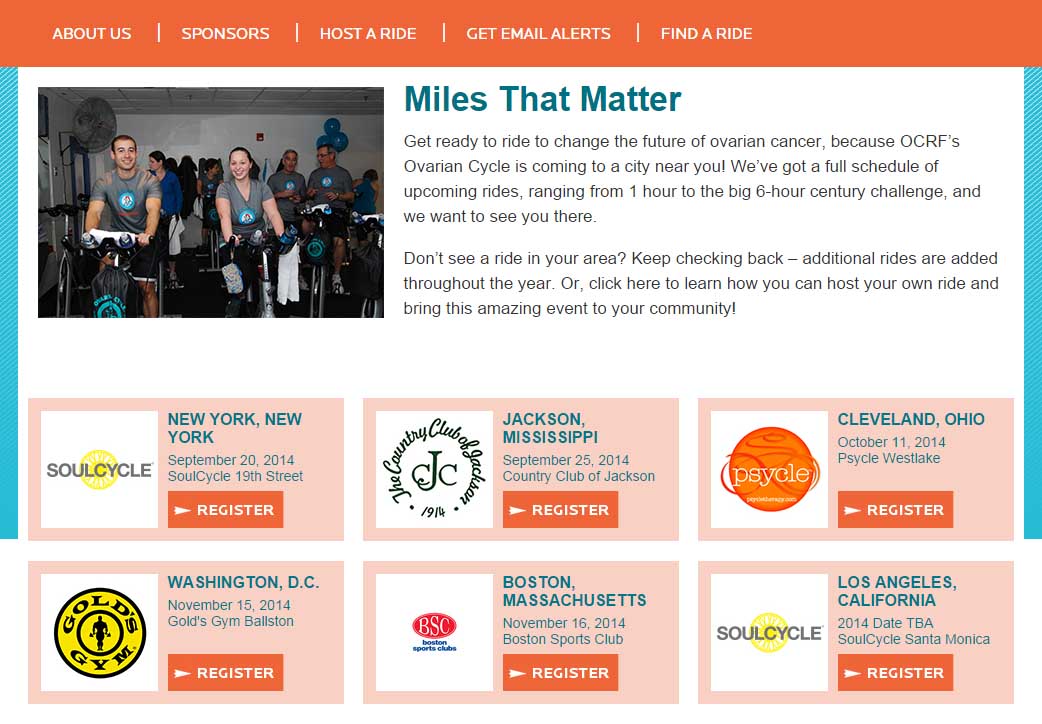 ABOUT US
SPONSORS
HOST A RIDE
GET EMAIL ALERTS
FIND A RIDE
Miles That Matter
Get ready to ride to change the future of ovarian cancer, because OCRF’s
Ovarian Cycle is coming to a city near you! We’ve got a full schedule of
upcoming rides, ranging from 1 hour to the big 6-hour century challenge, and
we want to see you there.
Don’t see a ride in your area? Keep checking back – additional rides are added
throughout the year. Or, click here to learn how you can host your own ride and
bring this amazing event to your community!
SOULCYCLE
NEW YORK, NEW
YORK
September 20, 2014
SoulCycle 19th Street
REGISTER
The Country Club of Jackson
CJC
1914
JACKSON,
MISSISSIPPI
September 25, 2014
Country Club of Jackson
REGISTER
psycle
psycletherapy.com
CLEVELAND, OHIO
October 11, 2014
Psycle Westlake
REGISTER
GOLD'S
GYM
WASHINGTON, D.C.
November 15, 2014
Gold's Gym Ballston
REGISTER
BSC
boston
sports clubs
BOSTON,
MASSACHUSETTS
November 16, 2014
Boston Sports Club
REGISTER
SOULCYCLE
LOS ANGELES,
CALIFORNIA
2014 Date TBA
SoulCycle Santa Monica
REGISTER